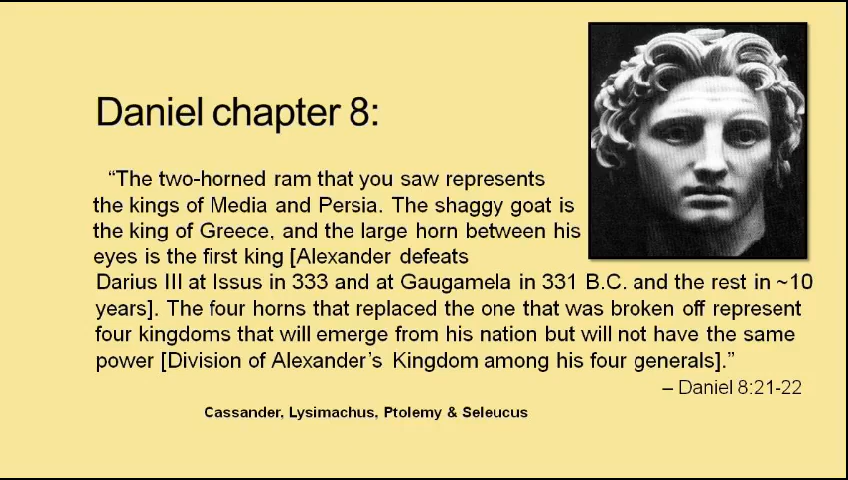 Daniel chapter 8:
“The two-horned ram that you saw represents
the kings of Media and Persia. The shaggy goat is
the king of Greece, and the large horn between his
eyes is the first king [Alexander defeats
Darius III at Issus in 333 and at Gaugamela in 331 B.C. and the rest in ~10
years]. The four horns that replaced the one that was broken off represent
four kingdoms that will emerge from his nation but will not have the same
power [Division of Alexander’s Kingdom among his four generals].”
– Daniel 8:21-22
Cassander, Lysimachus, Ptolemy & Seleucus